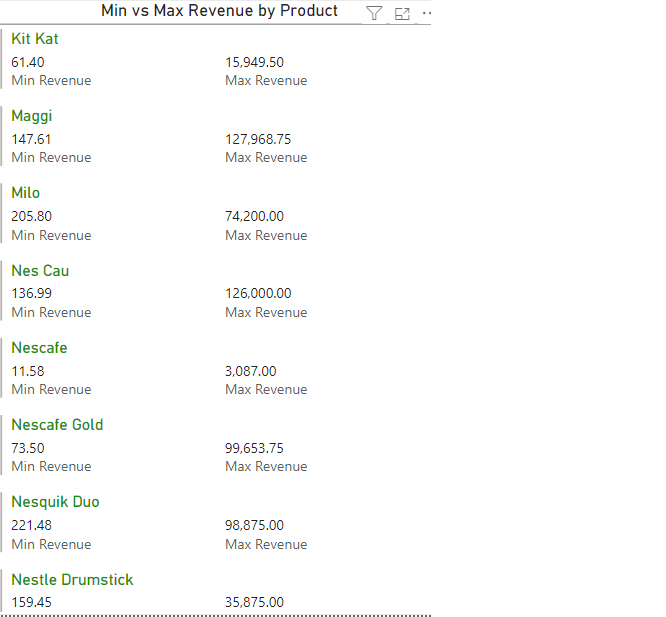 Min vs Max Revenue by Product
Kit Kat
61.40 15,949.50
Min Revenue Max Revenue
Maggi
147.61 127,968.75
Min Revenue Max Revenue
Milo
205.80 74,200.00
Min Revenue Max Revenue
Nes Cau
136.99 126,000.00
Min Revenue Max Revenue
Nescafe
11.58 3,087.00
Min Revenue Max Revenue
Nescafe Gold
73.50 99,653.75
Min Revenue Max Revenue
Nesquik Duo
221.48 98,875.00
Min Revenue Max Revenue
Nestle Drumstick
159.45 35,875.00